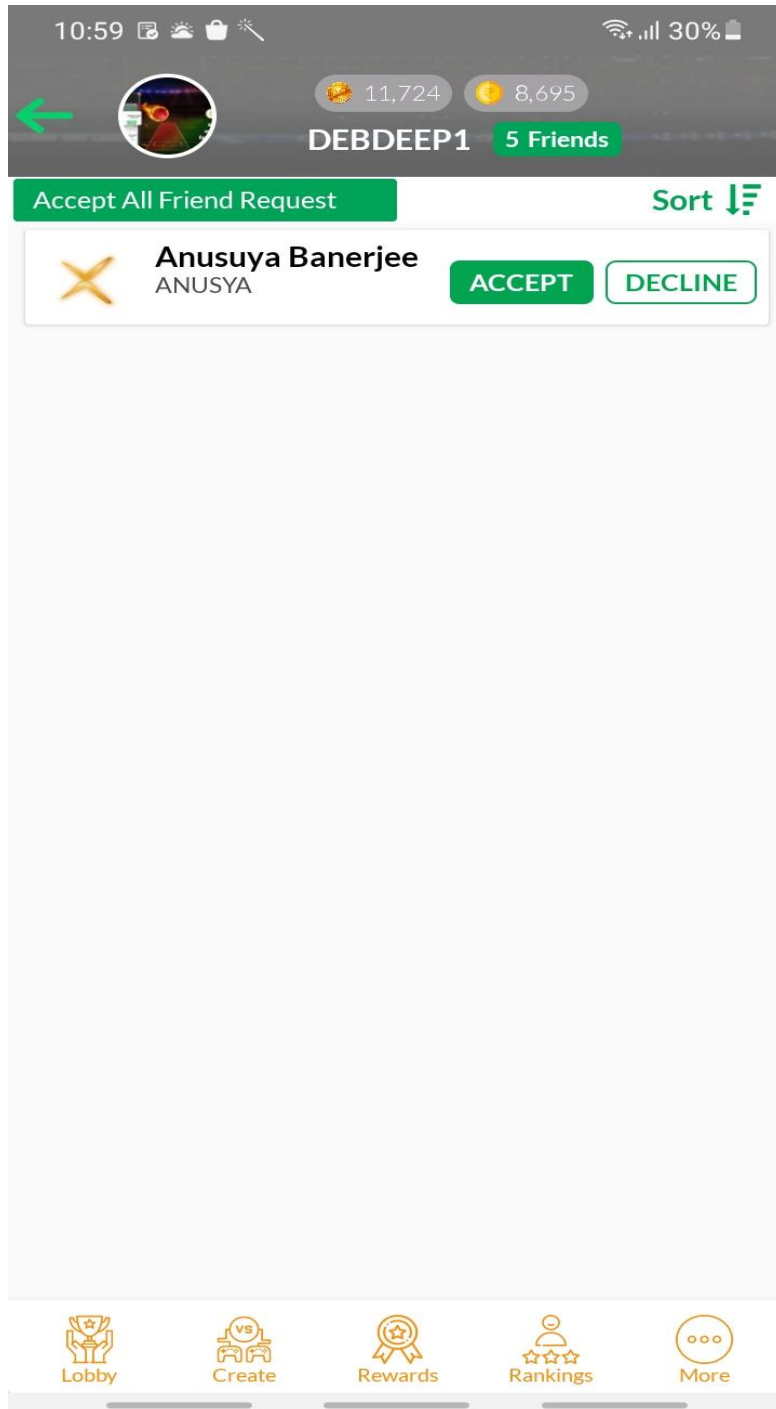 10:59 30%
11,724 8,695
DEBDEEP1 5 Friends
Accept All Friend Request Sort
Anusuya Banerjee
ANUSYA ACCEPT DECLINE
VS
Lobby Create Rewards Rankings More